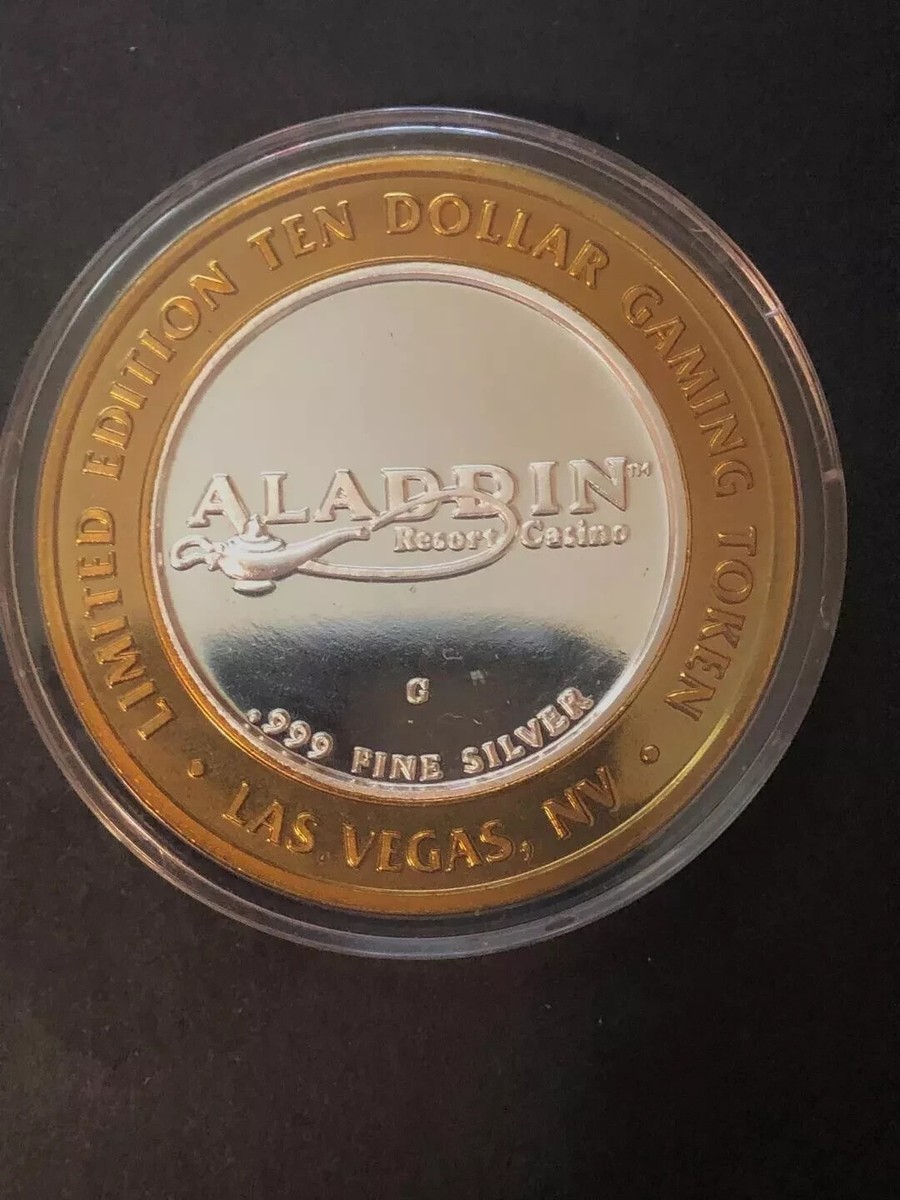 LIMITED EDITION TEN DOLLAR GAMING TOKEN
ALADDIN™
Resort Casino
G
.999 FINE SILVER
• LAS VEGAS, NV •